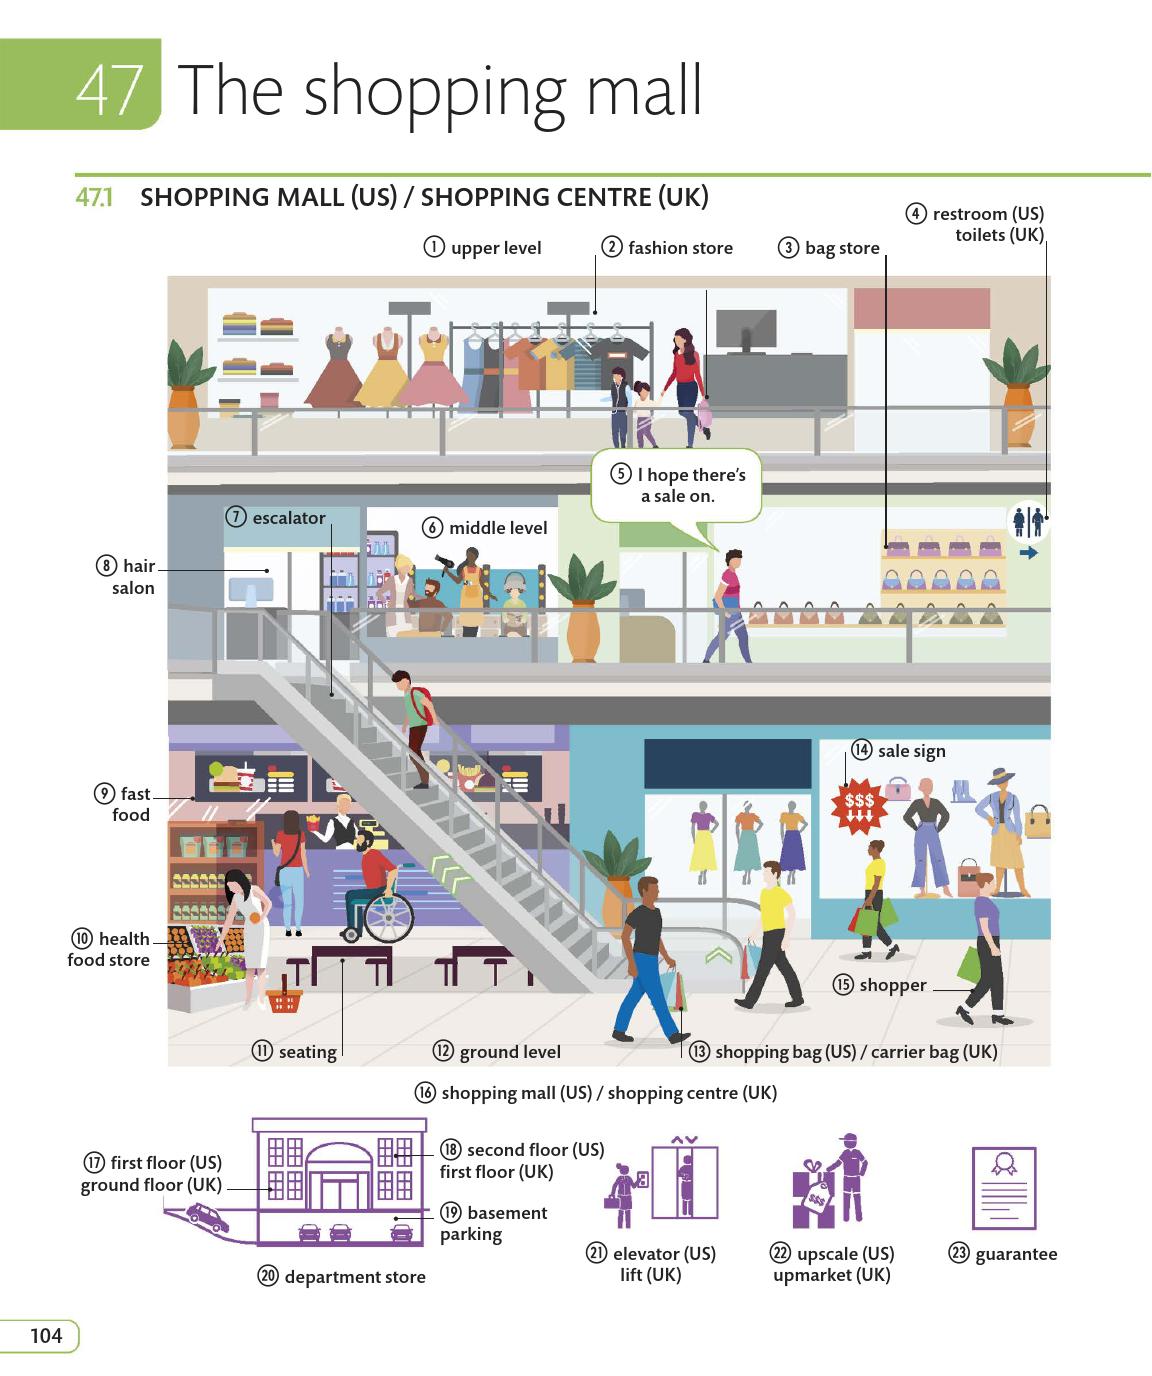 47 The shopping mall
47.1 SHOPPING MALL (US) / SHOPPING CENTRE (UK)
④ restroom (US)
toilets (UK)
① upper level
② fashion store
③ bag store
⑤ I hope there's
a sale on.
⑦ escalator
⑥ middle level
⑧ hair
salon
⑭ sale sign
$$$
⑨ fast
food
⑩ health
food store
⑮ shopper
⑪ seating
⑫ ground level
⑬ shopping bag (US) / carrier bag (UK)
⑯ shopping mall (US) / shopping centre (UK)
⑰ first floor (US)
ground floor (UK)
⑱ second floor (US)
first floor (UK)
⑲ basement
parking
⑳ department store
$$$
㉑ elevator (US)
lift (UK)
㉒ upscale (US)
upmarket (UK)
㉓ guarantee
104